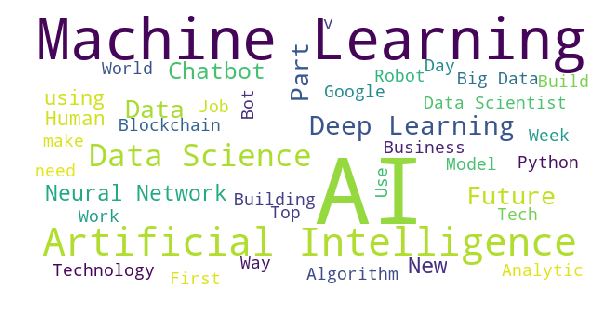 Machine Learning
v
World
Chatbot
Part
Robot
Day
Big Data
Build
Google
using
Data
Job
Bot
Data Scientist
Human
Blockchain
Deep Learning
Week
make
Data Science
Business
need
Model
Python
AI
Use
Neural Network
Building
Future
Work
Top
Tech
Artificial Intelligence
Technology
First
Way
Algorithm
New
Analytic